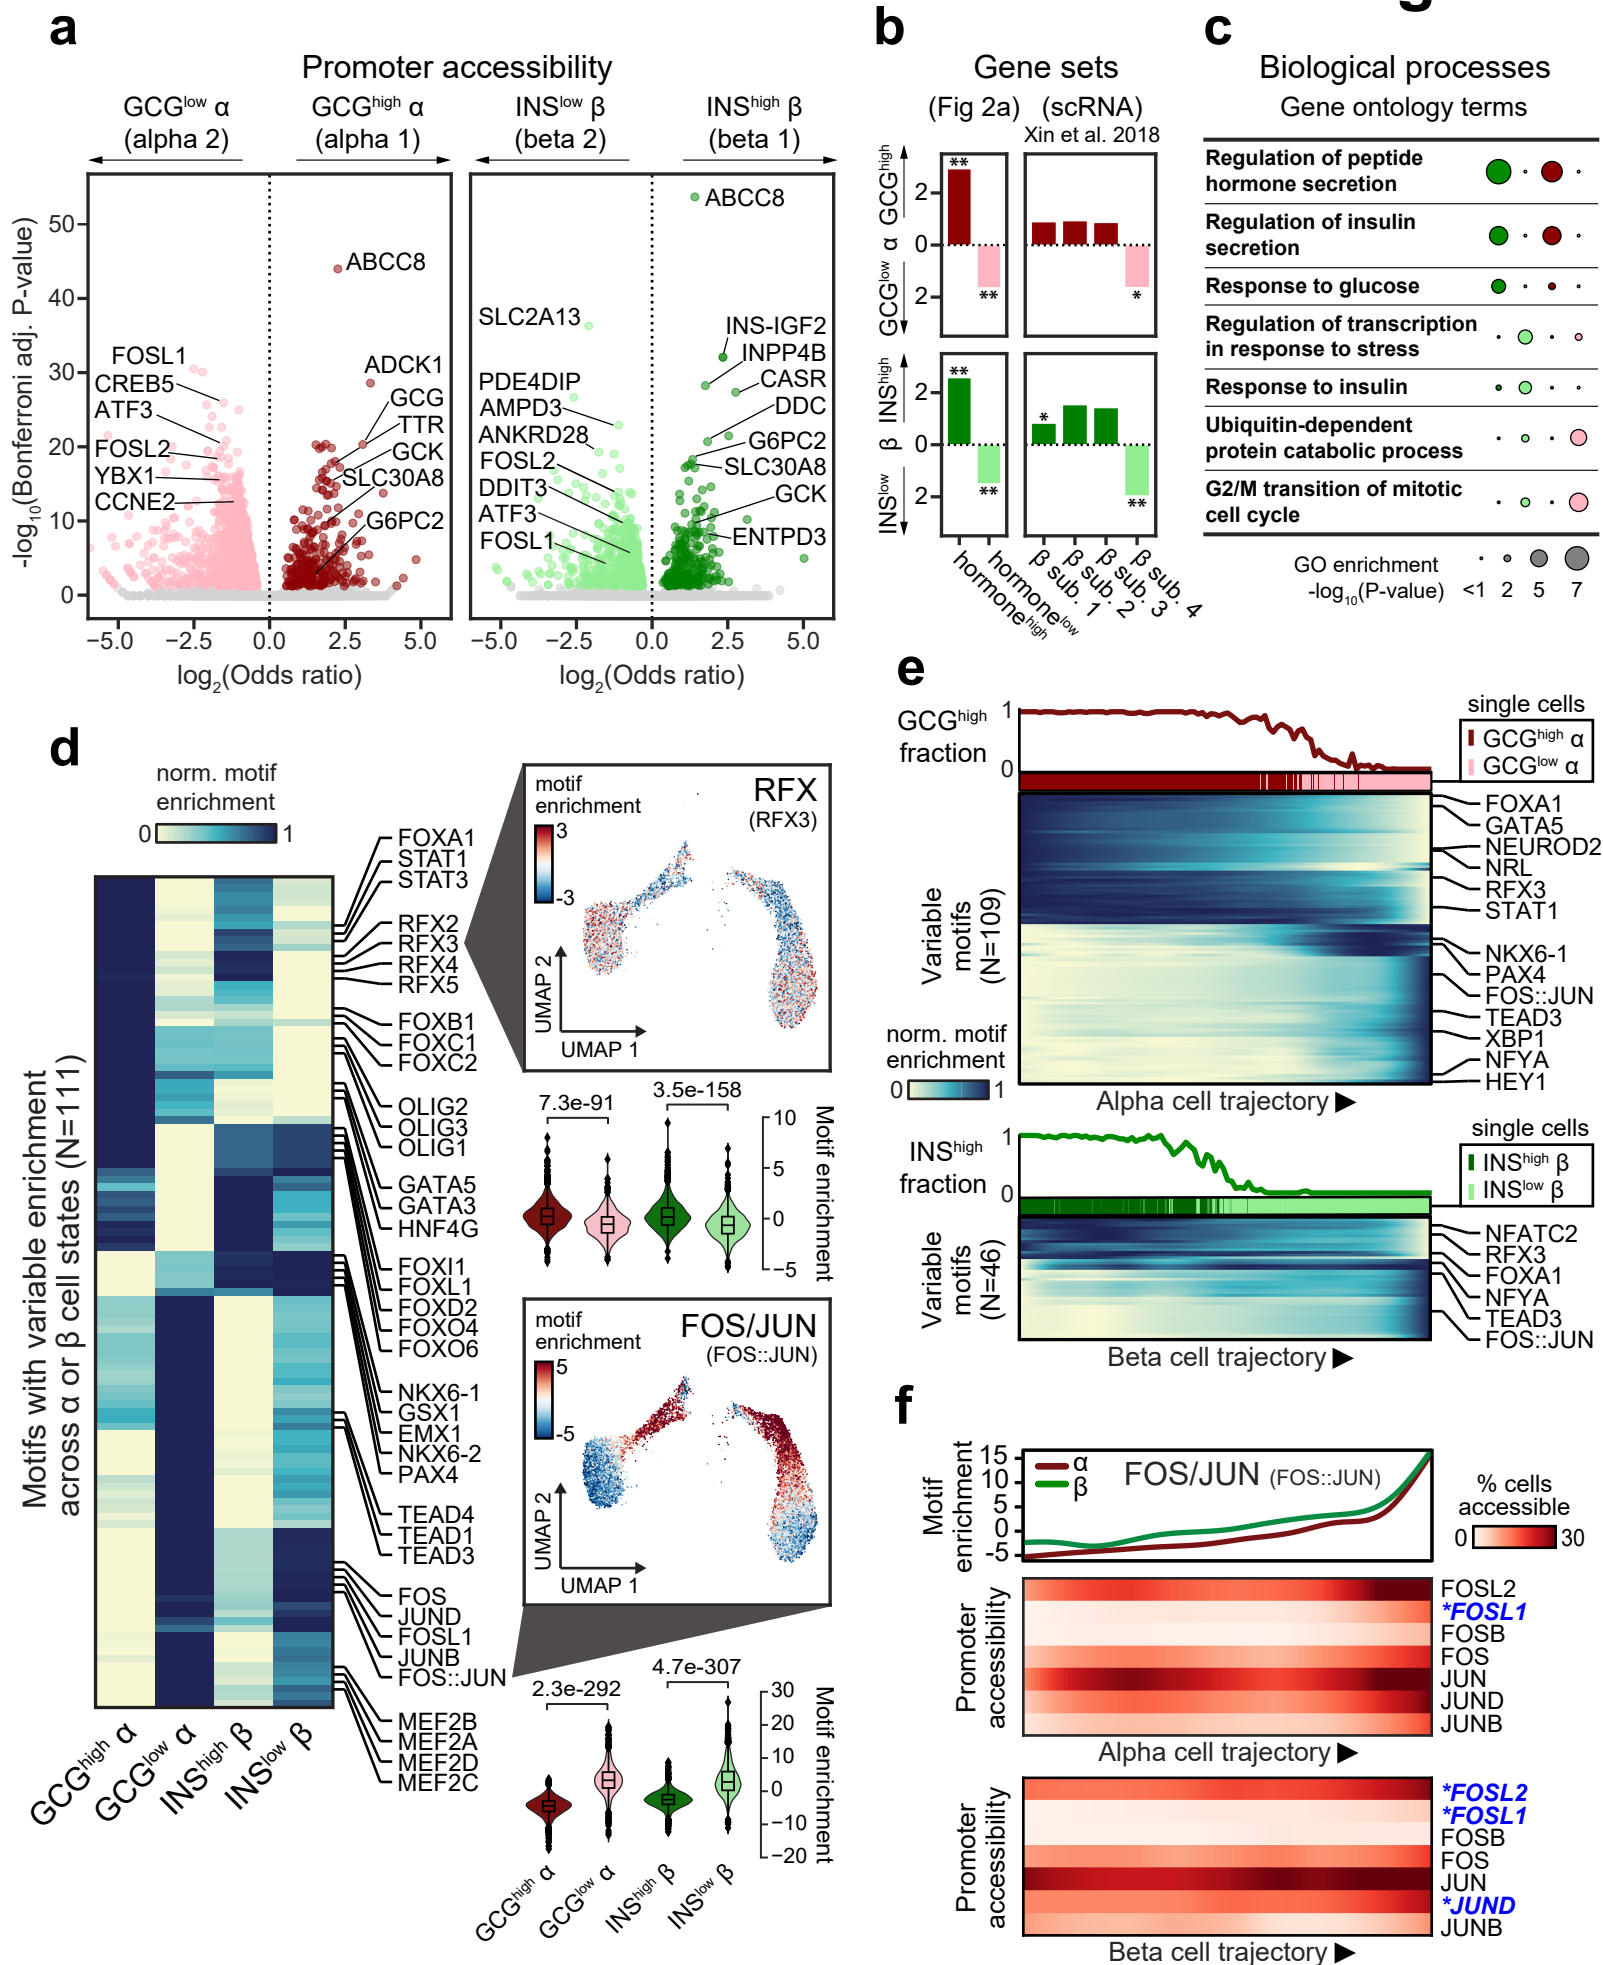 a
Promoter accessibility
GCGlow α
(alpha 2)
GCGhigh α
(alpha 1)
INSlow β
(beta 2)
INShigh β
(beta 1)
-log10(Bonferroni adj. P-value)
50
40
30
20
10
0
FOSL1
CREB5
ATF3
FOSL2
YBX1
CCNE2
ABCC8
ADCK1
GCG
TTR
GCK
SLC30A8
G6PC2
−5.0
−2.5
0.0
2.5
5.0
log2(Odds ratio)
SLC2A13
PDE4DIP
AMPD3
ANKRD28
FOSL2
DDIT3
ATF3
FOSL1
ABCC8
INS-IGF2
INPP4B
CASR
DDC
G6PC2
SLC30A8
GCK
ENTPD3
−5.0
−2.5
0.0
2.5
5.0
log2(Odds ratio)
b
Gene sets
(Fig 2a)
(scRNA)
Xin et al. 2018
GCGlow α GCGhigh
2
0
2
**
**
*
INSlow β INShigh
2
0
2
**
**
*
**
hormonehigh
hormonelow
β sub. 1
β sub. 2
β sub. 3
β sub. 4
c
Biological processes
Gene ontology terms
Regulation of peptide
hormone secretion
Regulation of insulin
secretion
Response to glucose
Regulation of transcription
in response to stress
Response to insulin
Ubiquitin-dependent
protein catabolic process
G2/M transition of mitotic
cell cycle
GO enrichment
-log10(P-value)
<1 2 5 7
d
norm. motif
enrichment
0
1
Motifs with variable enrichment
across α or β cell states (N=111)
FOXA1
STAT1
STAT3
RFX2
RFX3
RFX4
RFX5
FOXB1
FOXC1
FOXC2
OLIG2
OLIG3
OLIG1
GATA5
GATA3
HNF4G
FOXI1
FOXL1
FOXD2
FOXO4
FOXO6
NKX6-1
GSX1
EMX1
NKX6-2
PAX4
TEAD4
TEAD1
TEAD3
FOS
JUND
FOSL1
JUNB
FOS::JUN
MEF2B
MEF2A
MEF2D
MEF2C
GCGhigh α
GCGlow α
INShigh β
INSlow β
motif
enrichment
3
-3
RFX
(RFX3)
UMAP 2
UMAP 1
7.3e-91
3.5e-158
10
5
0
−5
Motif enrichment
motif
enrichment
5
-5
FOS/JUN
(FOS::JUN)
UMAP 2
UMAP 1
2.3e-292
4.7e-307
30
20
10
0
−10
−20
Motif enrichment
GCGhigh α
GCGlow α
INShigh β
INSlow β
e
GCGhigh
fraction
1
0
single cells
GCGhigh α
GCGlow α
Variable
motifs
(N=109)
FOXA1
GATA5
NEUROD2
NRL
RFX3
STAT1
NKX6-1
PAX4
FOS::JUN
TEAD3
XBP1
NFYA
HEY1
norm. motif
enrichment
0
1
Alpha cell trajectory ▶
INShigh
fraction
1
0
single cells
INShigh β
INSlow β
Variable
motifs
(N=46)
NFATC2
RFX3
FOXA1
NFYA
TEAD3
FOS::JUN
Beta cell trajectory ▶
f
Motif
enrichment
15
10
5
0
-5
α
β
FOS/JUN (FOS::JUN)
% cells
accessible
0
30
Promoter
accessibility
FOSL2
*FOSL1
FOSB
FOS
JUN
JUND
JUNB
Alpha cell trajectory ▶
Promoter
accessibility
*FOSL2
*FOSL1
FOSB
FOS
JUN
*JUND
JUNB
Beta cell trajectory ▶